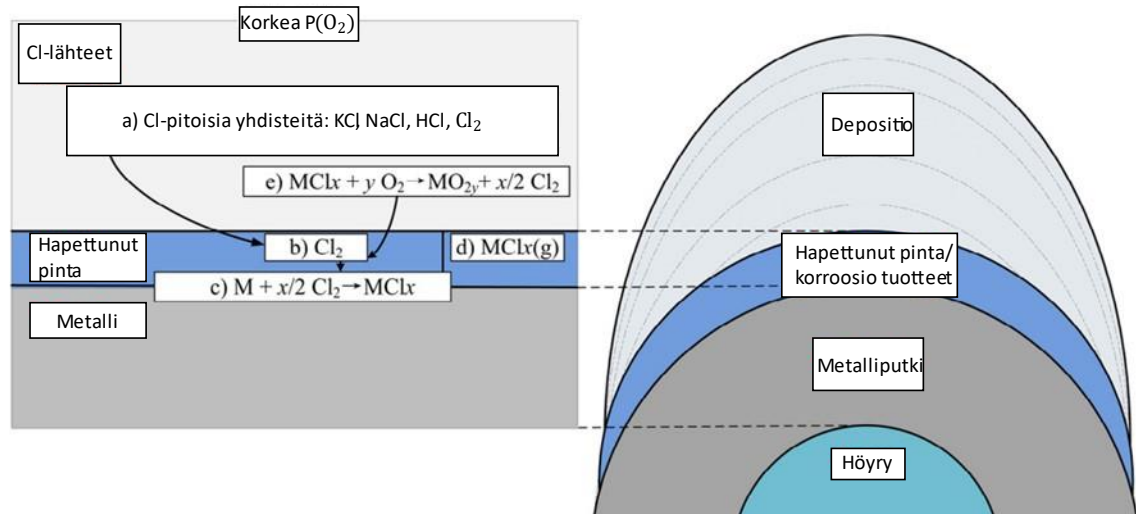 Korkea P(O₂)
Cl-lähteet
a) Cl-pitoisia yhdisteitä: KCl, NaCl, HCl, Cl₂
e) MClx + y O₂→MO₂y + x/2 Cl₂
Hapettunut
pinta
b) Cl₂
d) MClx(g)
c) M + x/2 Cl₂→MClx
Metalli
Depositio
Hapettunut pinta/
korroosio tuotteet
Metalliputki
Höyry